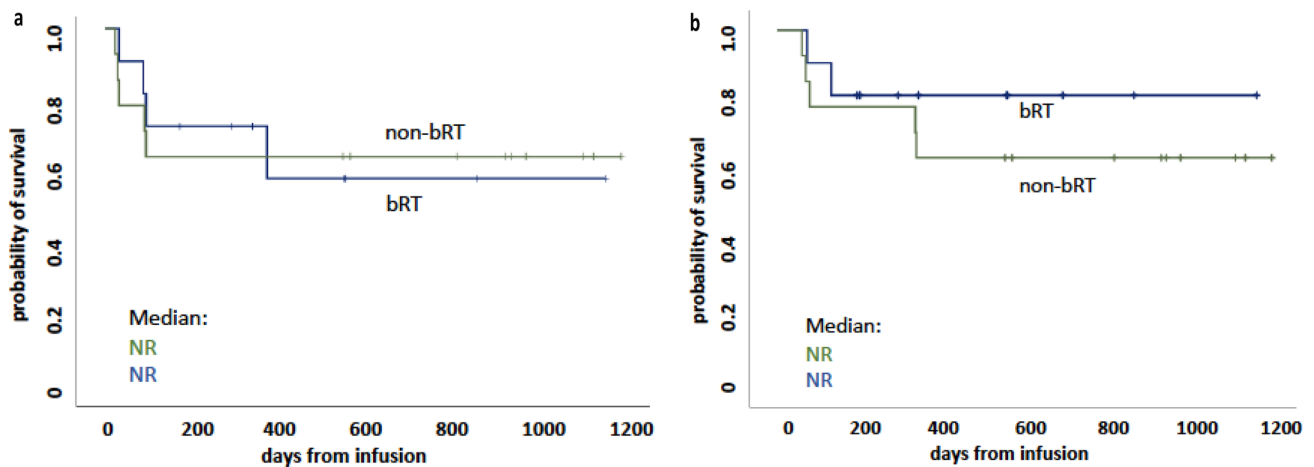 a
probability of survival
1.0
0.8
0.6
0.4
0.2
0
non-bRT
bRT
Median:
NR
NR
0 200 400 600 800 1000 1200
days from infusion
b
probability of survival
1.0
0.8
0.6
0.4
0.2
0
bRT
non-bRT
Median:
NR
NR
0 200 400 600 800 1000 1200
days from infusion